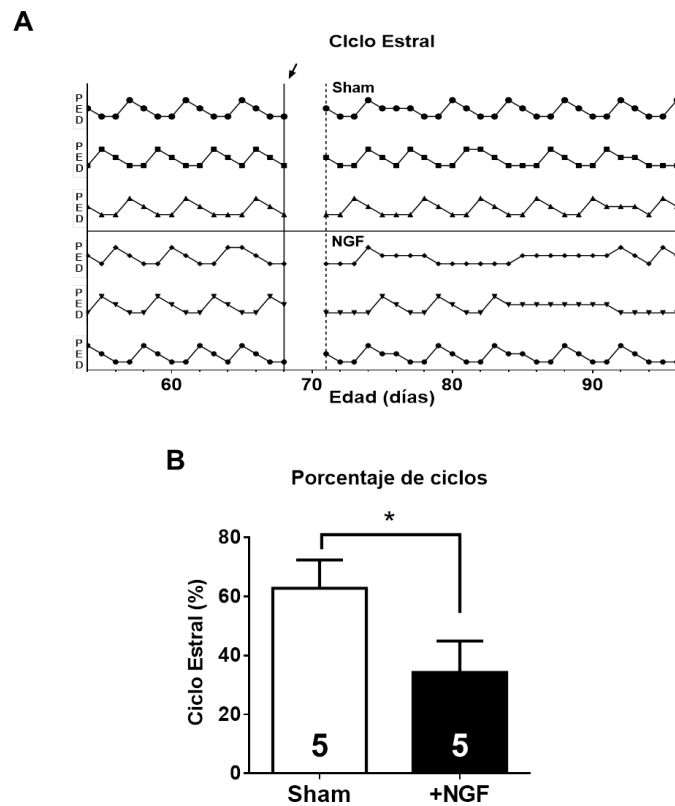 A
CIclo Estral
Sham
P
E
D
P
E
D
P
E
D
NGF
P
E
D
P
E
D
P
E
D
60 70 80 90
Edad (días)
B
Porcentaje de ciclos
*
80
60
40
20
0
Ciclo Estral (%)
5 5
Sham +NGF